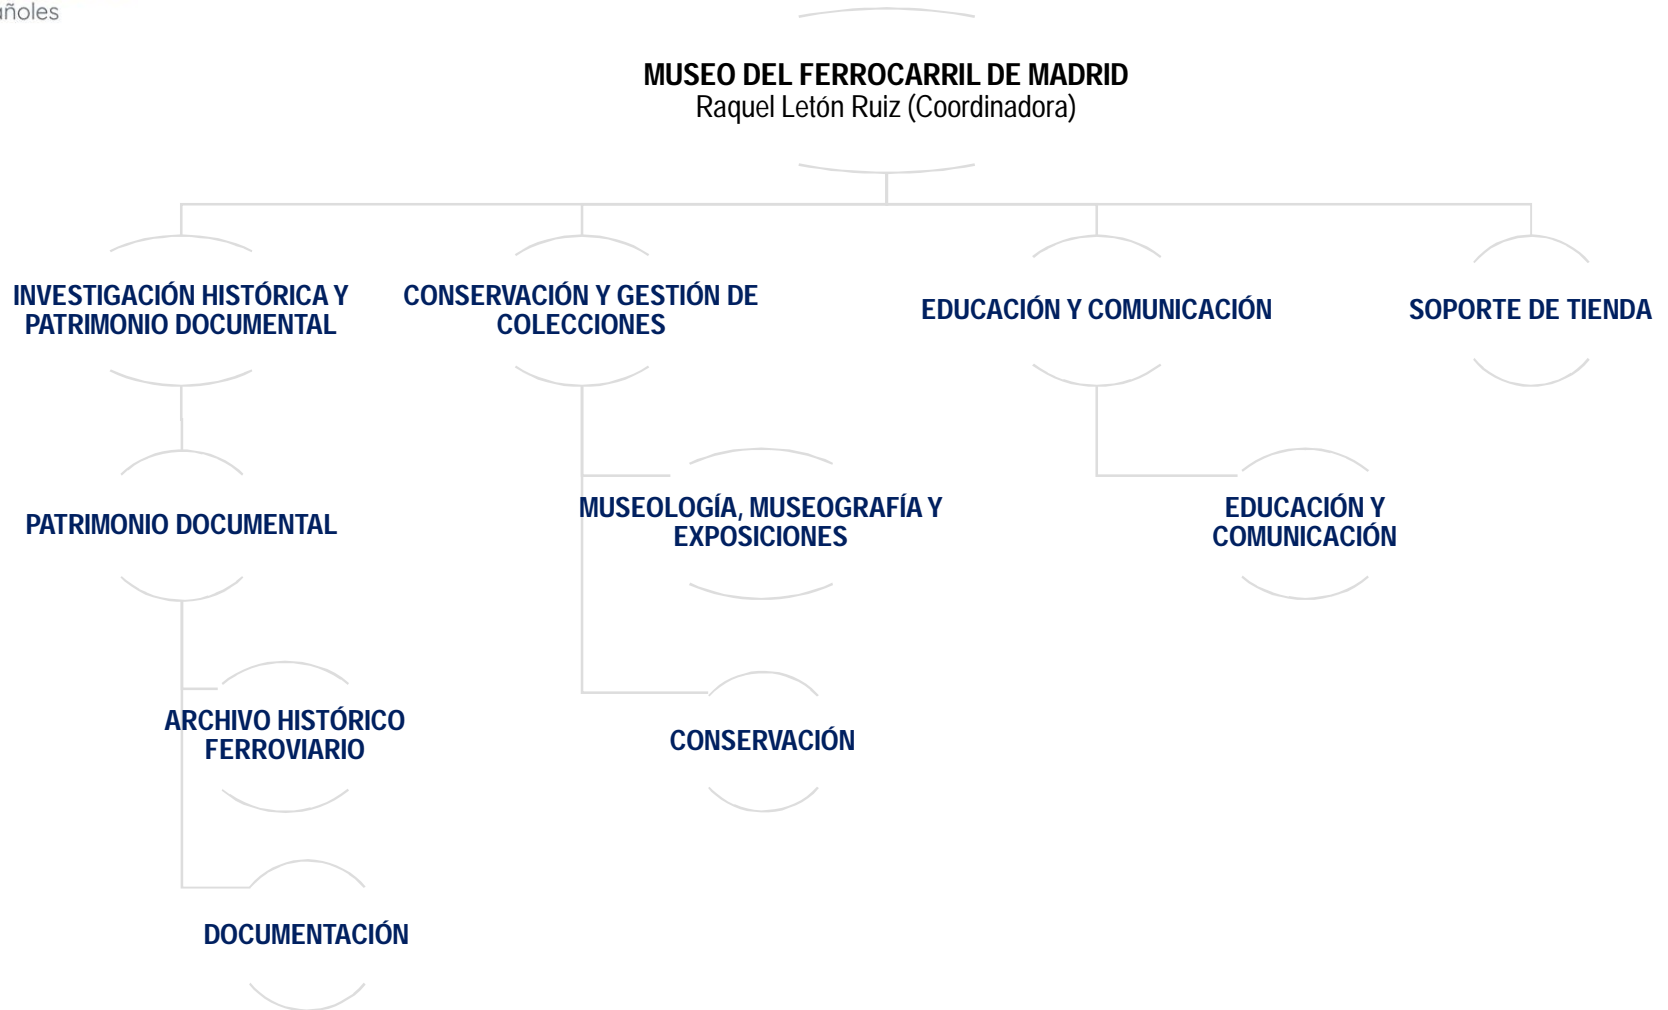 MUSEO DEL FERROCARRIL DE MADRID
Raquel Letón Ruiz (Coordinadora)
INVESTIGACIÓN HISTÓRICA Y
PATRIMONIO DOCUMENTAL
CONSERVACIÓN Y GESTIÓN DE
COLECCIONES
EDUCACIÓN Y COMUNICACIÓN
SOPORTE DE TIENDA
PATRIMONIO DOCUMENTAL
MUSEOLOGÍA, MUSEOGRAFÍA Y
EXPOSICIONES
EDUCACIÓN Y
COMUNICACIÓN
ARCHIVO HISTÓRICO
FERROVIARIO
CONSERVACIÓN
DOCUMENTACIÓN